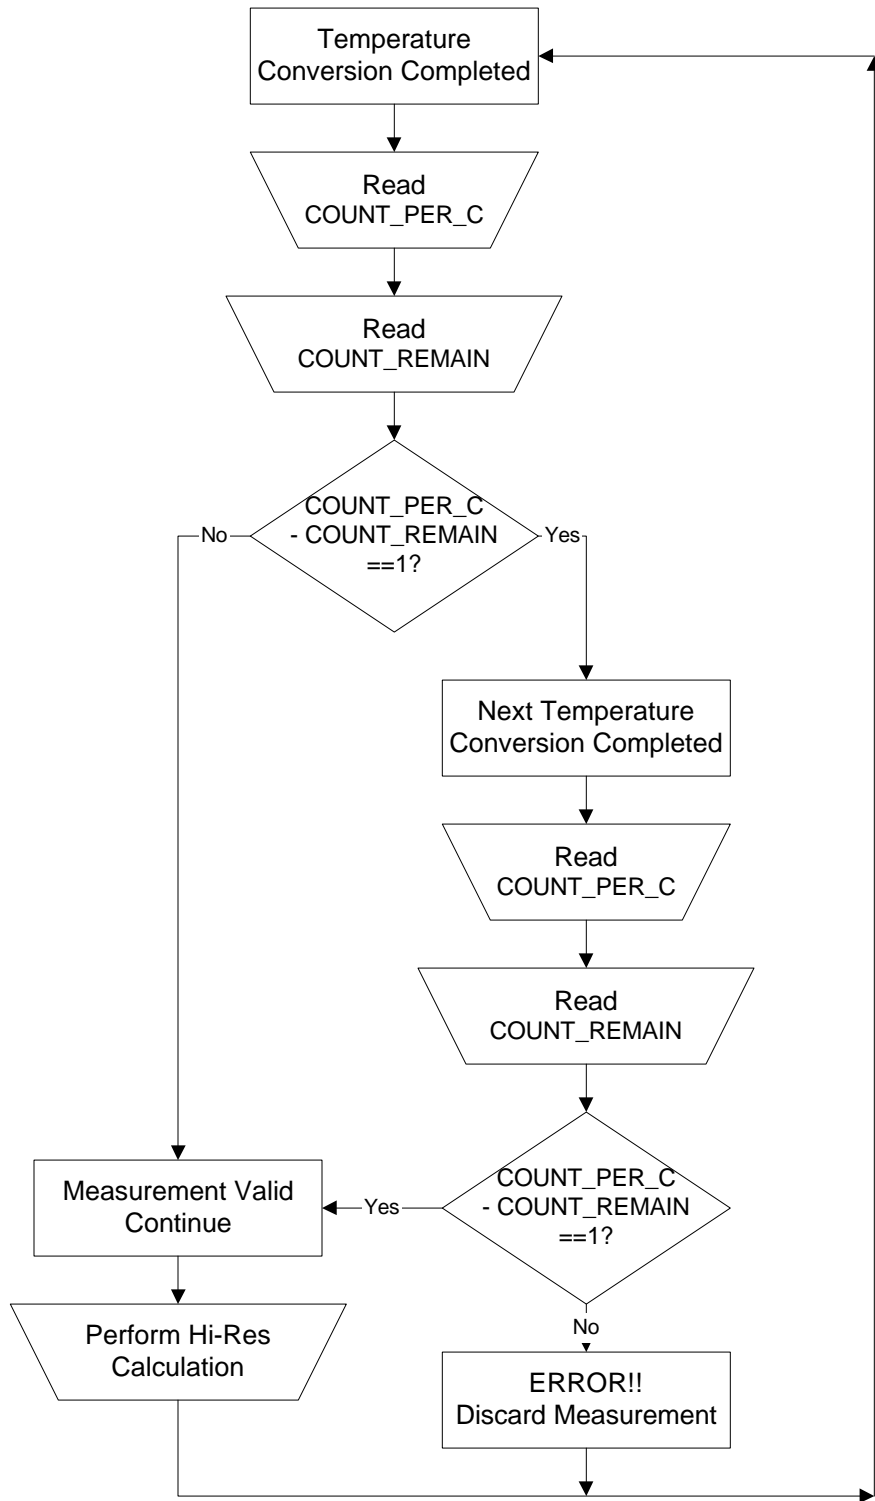 Temperature
Conversion Completed
Read
COUNT_PER_C
Read
COUNT_REMAIN
COUNT_PER_C
- COUNT_REMAIN
==1?
No
Yes
Next Temperature
Conversion Completed
Read
COUNT_PER_C
Read
COUNT_REMAIN
COUNT_PER_C
- COUNT_REMAIN
==1?
Yes
Measurement Valid
Continue
No
Perform Hi-Res
Calculation
ERROR!!
Discard Measurement